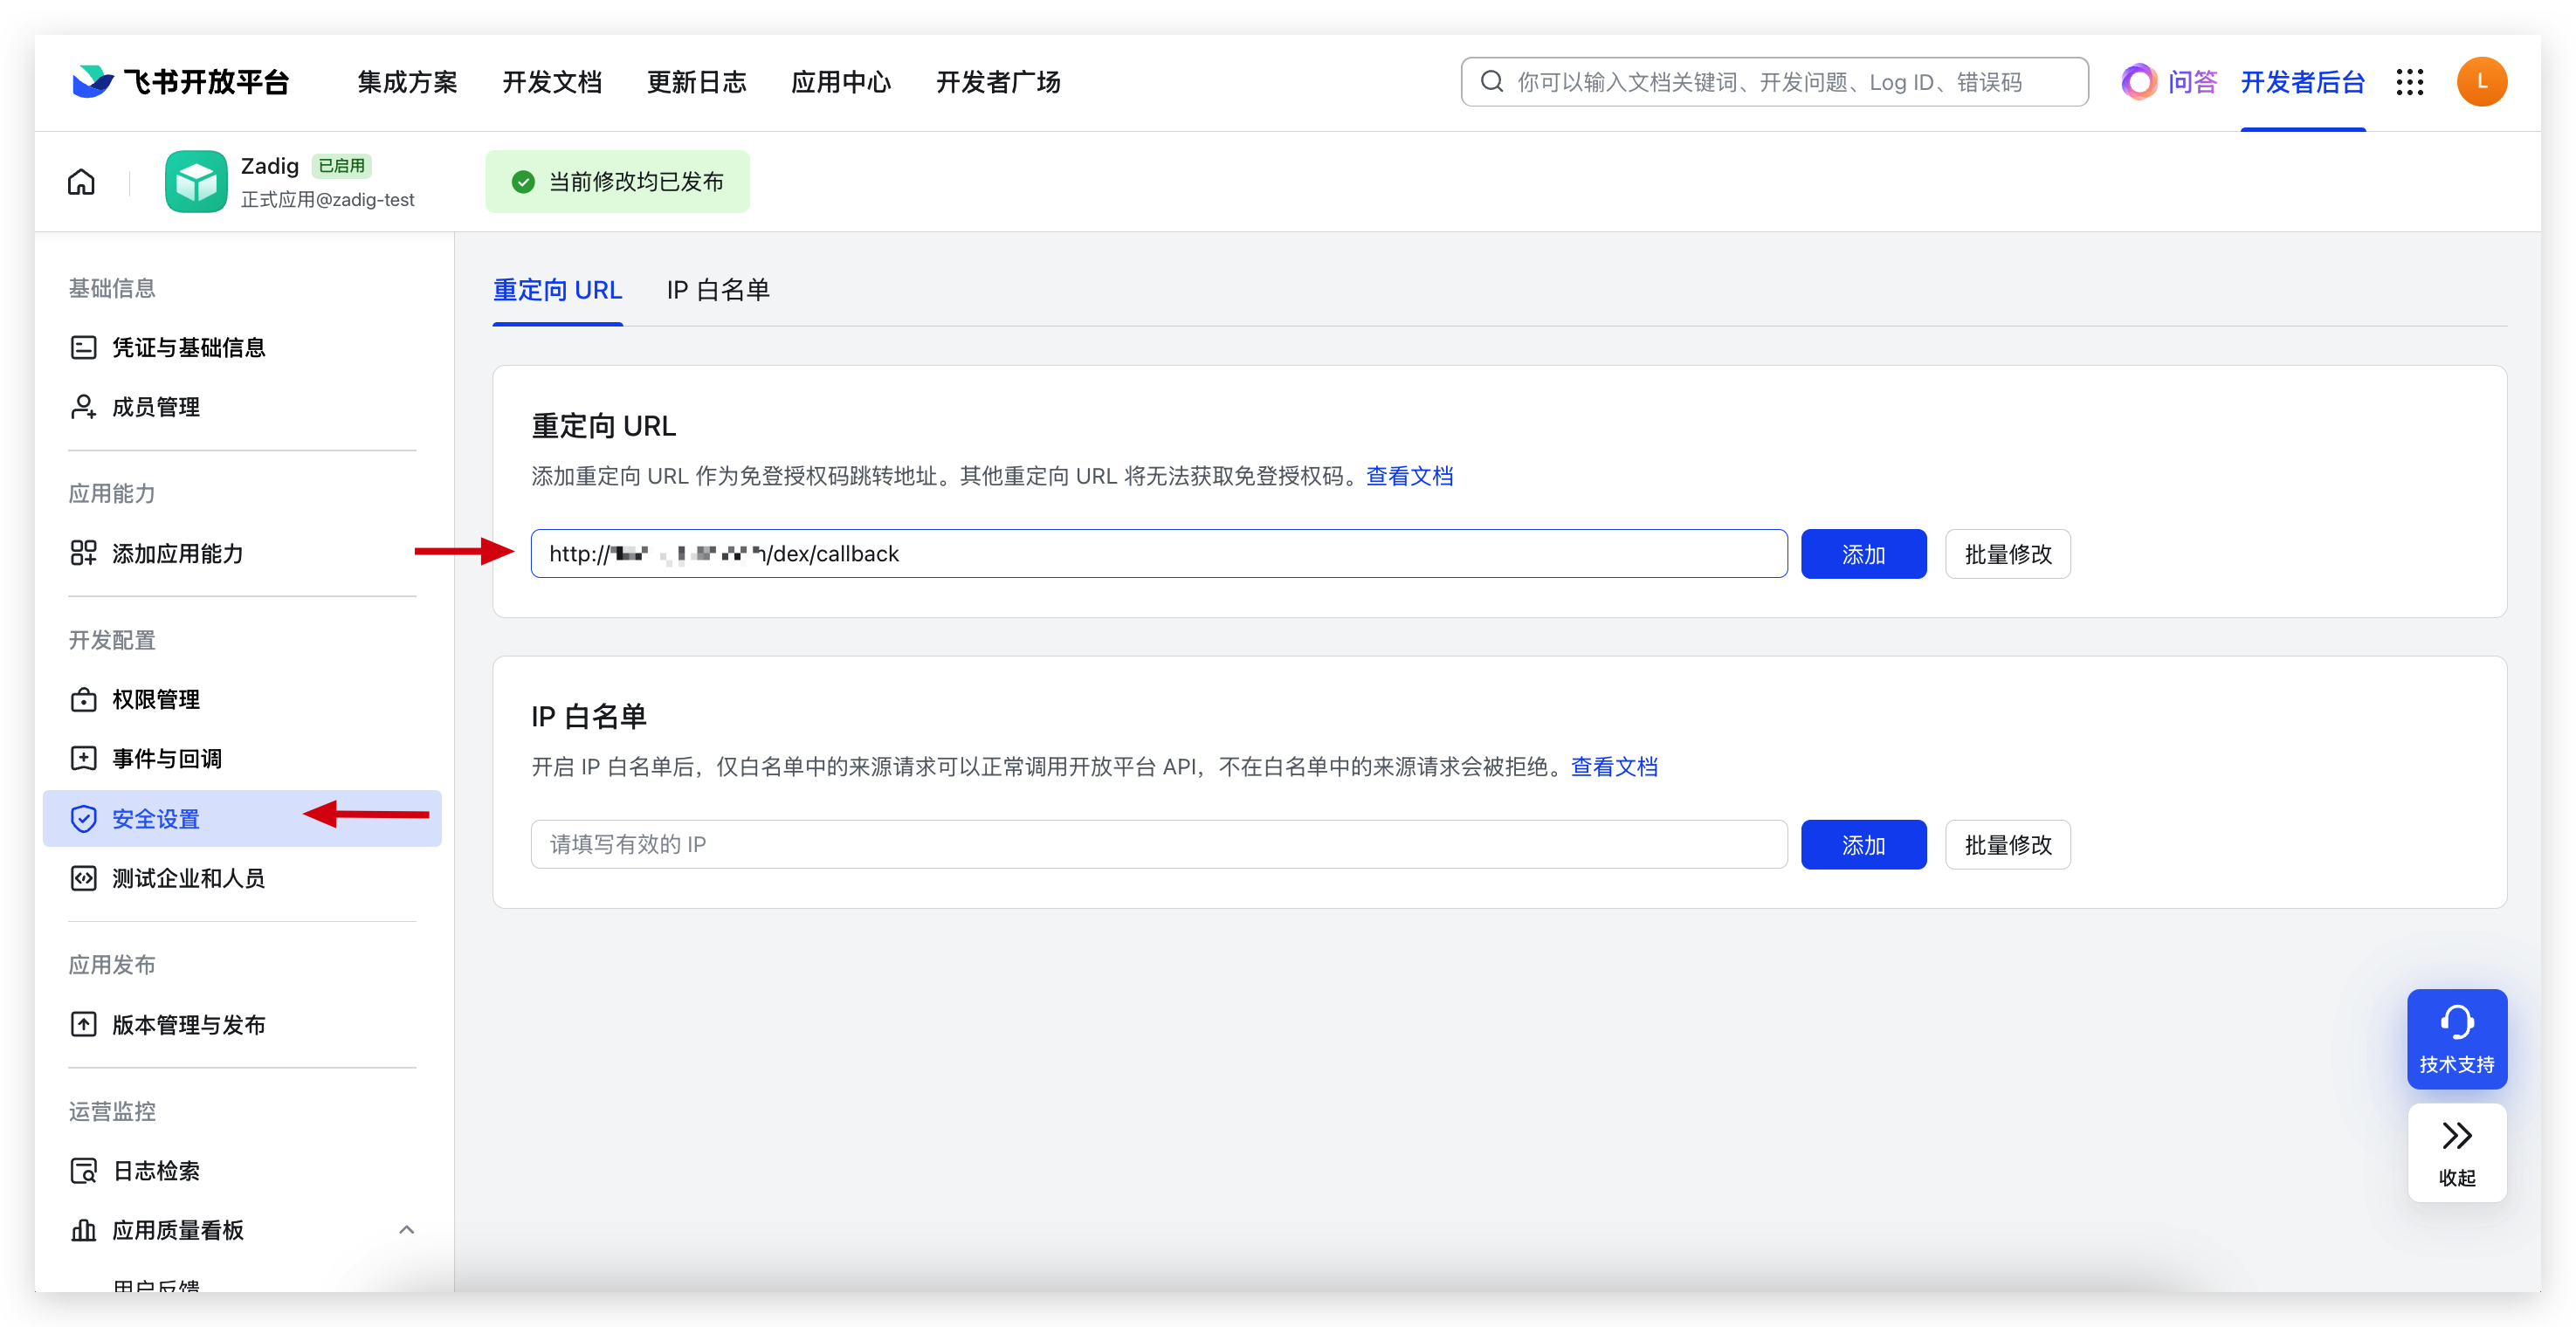 飞书开放平台 集成方案 开发文档 更新日志 应用中心 开发者广场 你可以输入文档关键词、开发问题、Log ID、错误码 问答 开发者后台 L
Zadig 已启用
正式应用@zadig-test
当前修改均已发布
基础信息
凭证与基础信息
成员管理
应用能力
添加应用能力
开发配置
权限管理
事件与回调
安全设置
测试企业和人员
应用发布
版本管理与发布
运营监控
日志检索
应用质量看板
用户反馈
重定向 URL IP 白名单
重定向 URL
添加重定向 URL 作为免登授权码跳转地址。其他重定向 URL 将无法获取免登授权码。查看文档
http:// /dex/callback 添加 批量修改
IP 白名单
开启 IP 白名单后，仅白名单中的来源请求可以正常调用开放平台 API，不在白名单中的来源请求会被拒绝。查看文档
请填写有效的 IP 添加 批量修改
技术支持
收起